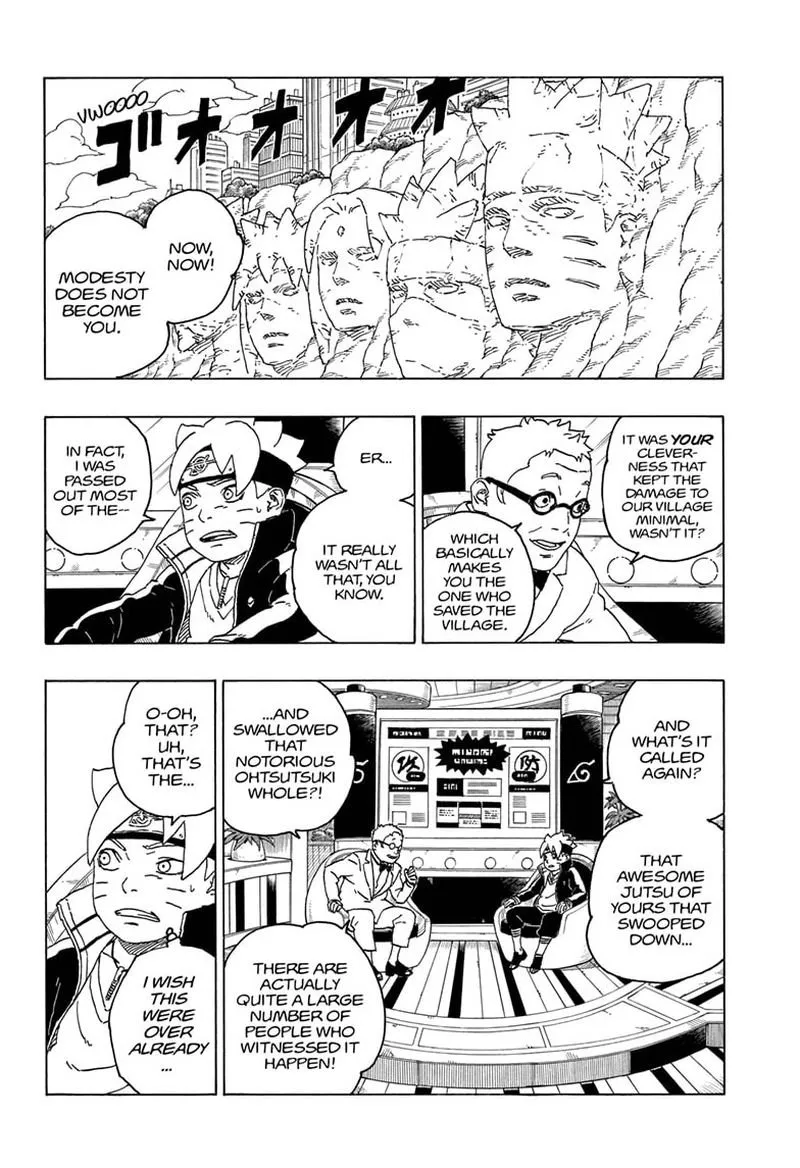 VWOOOO
ゴォォォォ
NOW,
NOW!
MODESTY
DOES NOT
BECOME
YOU.
IT WAS YOUR
CLEVER-
NESS THAT
KEPT THE
DAMAGE TO
OUR VILLAGE
MINIMAL,
WASN'T IT?
WHICH
BASICALLY
MAKES
YOU THE
ONE WHO
SAVED THE
VILLAGE.
ER...
IT REALLY
WASN'T ALL
THAT, YOU
KNOW.
IN FACT,
I WAS
PASSED
OUT MOST
OF THE--
AND
WHAT'S IT
CALLED
AGAIN?
THAT
AWESOME
JUTSU OF
YOURS THAT
SWOOPED
DOWN...
...AND
SWALLOWED
THAT
NOTORIOUS
OHTSUTSUKI
WHOLE?!
THERE ARE
ACTUALLY
QUITE A LARGE
NUMBER OF
PEOPLE WHO
WITNESSED IT
HAPPEN!
O-OH,
THAT?
UH,
THAT'S
THE...
I WISH
THIS
WERE
OVER
ALREADY
...